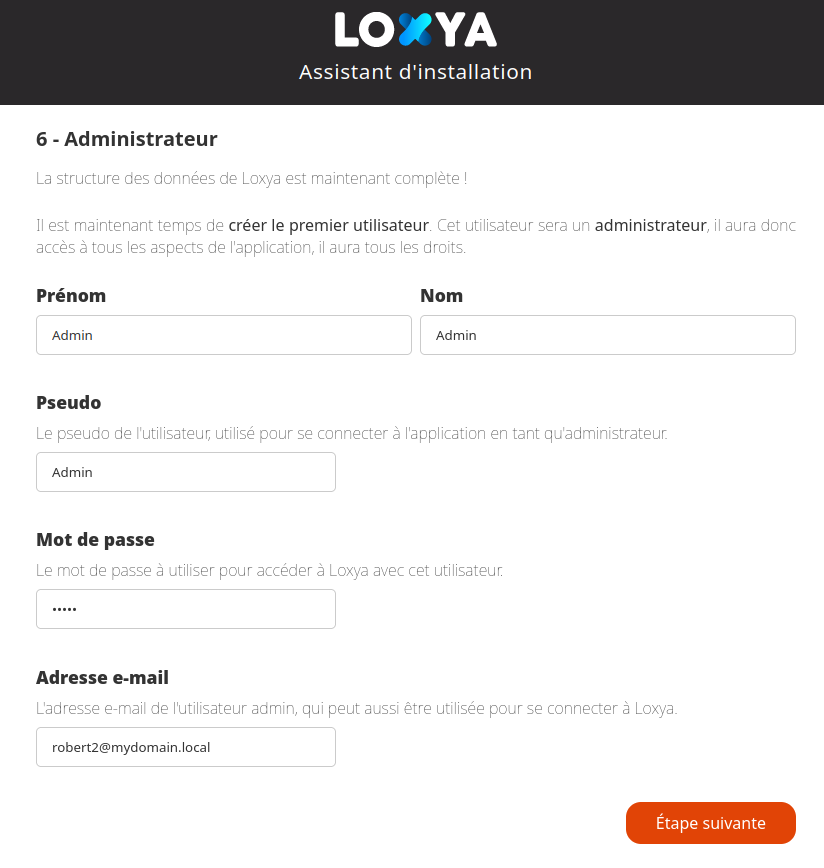 LOXYA
Assistant d'installation
6 - Administrateur
La structure des données de Loxya est maintenant complète !
Il est maintenant temps de créer le premier utilisateur. Cet utilisateur sera un administrateur, il aura donc
accès à tous les aspects de l'application, il aura tous les droits.
Prénom
Nom
Admin
Admin
Pseudo
Le pseudo de l'utilisateur, utilisé pour se connecter à l'application en tant qu'administrateur.
Admin
Mot de passe
Le mot de passe à utiliser pour accéder à Loxya avec cet utilisateur.
•••••
Adresse e-mail
L'adresse e-mail de l'utilisateur admin, qui peut aussi être utilisée pour se connecter à Loxya.
robert2@mydomain.local
Étape suivante